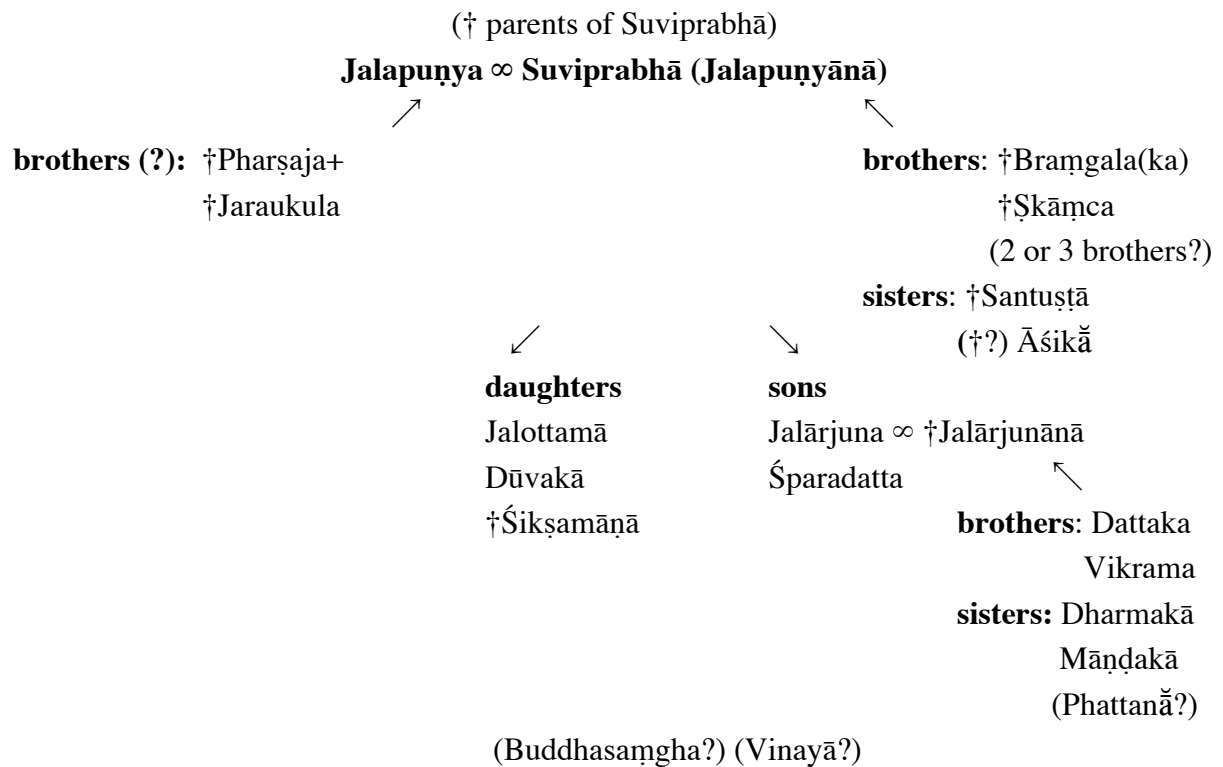 († parents of Suviprabhā)
Jalapuṇya ∞ Suviprabhā (Jalapuṇyānā)
↗ ↖
brothers (?): †Pharṣaja+ brothers: †Braṃgala(ka)
†Jaraukula †Ṣkāṃca
(2 or 3 brothers?)
sisters: †Santuṣṭā
↙ ↘ (†?) Āśikā̆
daughters sons
Jalottamā Jalārjuna ∞ †Jalārjunānā
Dūvakā Śparadatta ↖
†Śikṣamāṇā brothers: Dattaka
Vikrama
sisters: Dharmakā
Māṇḍakā
(Phattanā̆?)
(Buddhasaṃgha?) (Vinayā?)